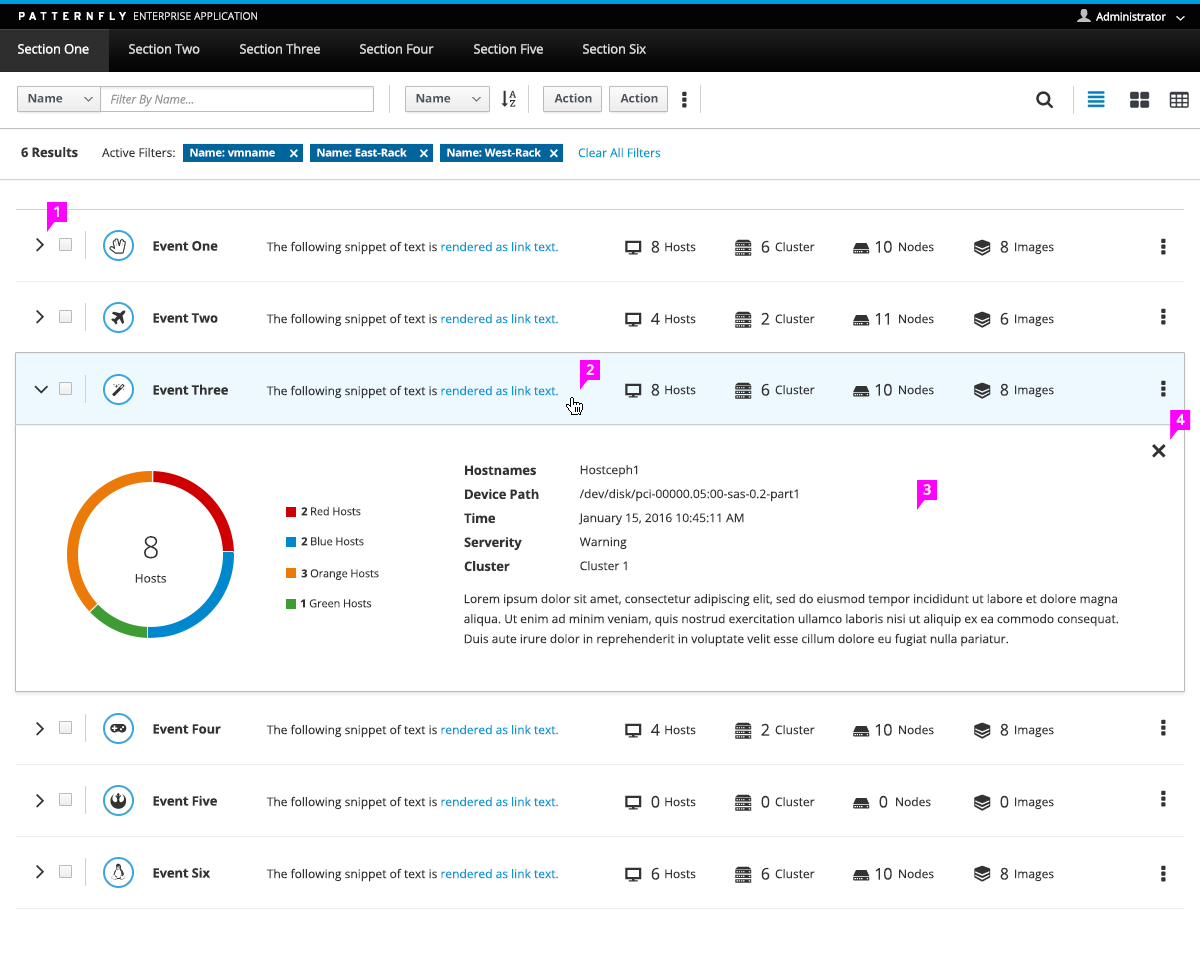 PATTERNFLY ENTERPRISE APPLICATION Administrator
Section One Section Two Section Three Section Four Section Five Section Six
Name Filter By Name... Name A Z Action Action
6 Results Active Filters: Name: vmname × Name: East-Rack × Name: West-Rack × Clear All Filters
1
Event One The following snippet of text is rendered as link text. 8 Hosts 6 Cluster 10 Nodes 8 Images
Event Two The following snippet of text is rendered as link text. 4 Hosts 2 Cluster 11 Nodes 6 Images
2
Event Three The following snippet of text is rendered as link text. 8 Hosts 6 Cluster 10 Nodes 8 Images
4
8
Hosts
2 Red Hosts
2 Blue Hosts
3 Orange Hosts
1 Green Hosts
Hostnames Hostceph1
Device Path /dev/disk/pci-00000.05:00-sas-0.2-part1
3
Time January 15, 2016 10:45:11 AM
Serverity Warning
Cluster Cluster 1
Lorem ipsum dolor sit amet, consectetur adipiscing elit, sed do eiusmod tempor incididunt ut labore et dolore magna
aliqua. Ut enim ad minim veniam, quis nostrud exercitation ullamco laboris nisi ut aliquip ex ea commodo consequat.
Duis aute irure dolor in reprehenderit in voluptate velit esse cillum dolore eu fugiat nulla pariatur.
Event Four The following snippet of text is rendered as link text. 4 Hosts 2 Cluster 10 Nodes 8 Images
Event Five The following snippet of text is rendered as link text. 0 Hosts 0 Cluster 0 Nodes 0 Images
Event Six The following snippet of text is rendered as link text. 6 Hosts 6 Cluster 10 Nodes 8 Images